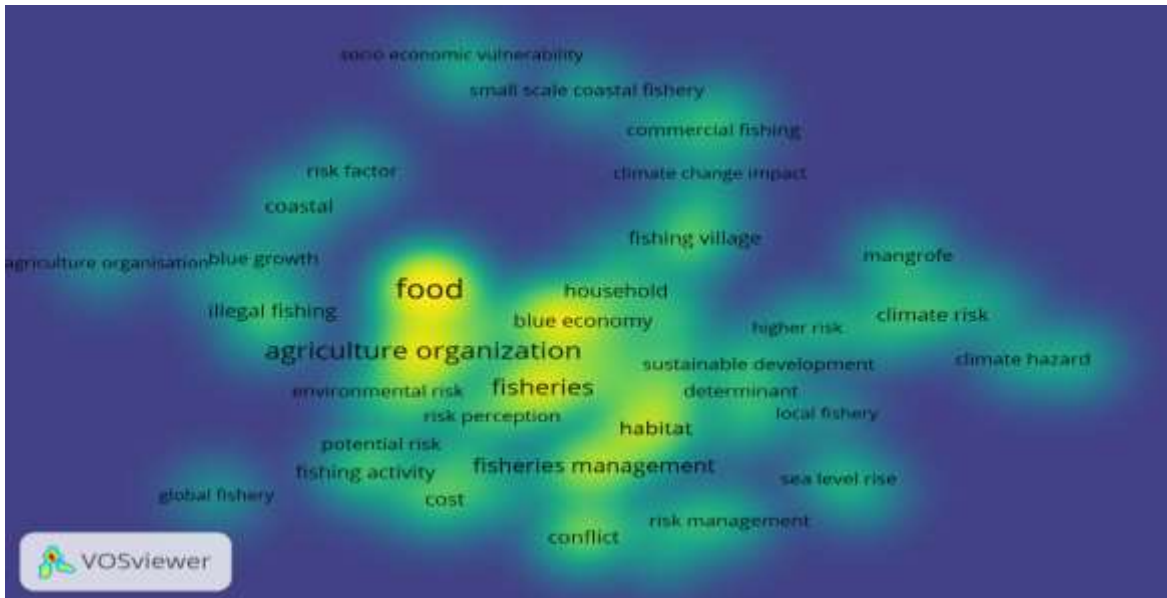 socio economic vulnerability
small scale coastal fishery
commercial fishing
risk factor
climate change impact
coastal
fishing village
agriculture organisation
blue growth
mangrofe
food
household
illegal fishing
blue economy
climate risk
higher risk
agriculture organization
sustainable development
climate hazard
environmental risk
fisheries
determinant
risk perception
local fishery
habitat
potential risk
fishing activity
fisheries management
sea level rise
global fishery
cost
risk management
conflict
VOSviewer